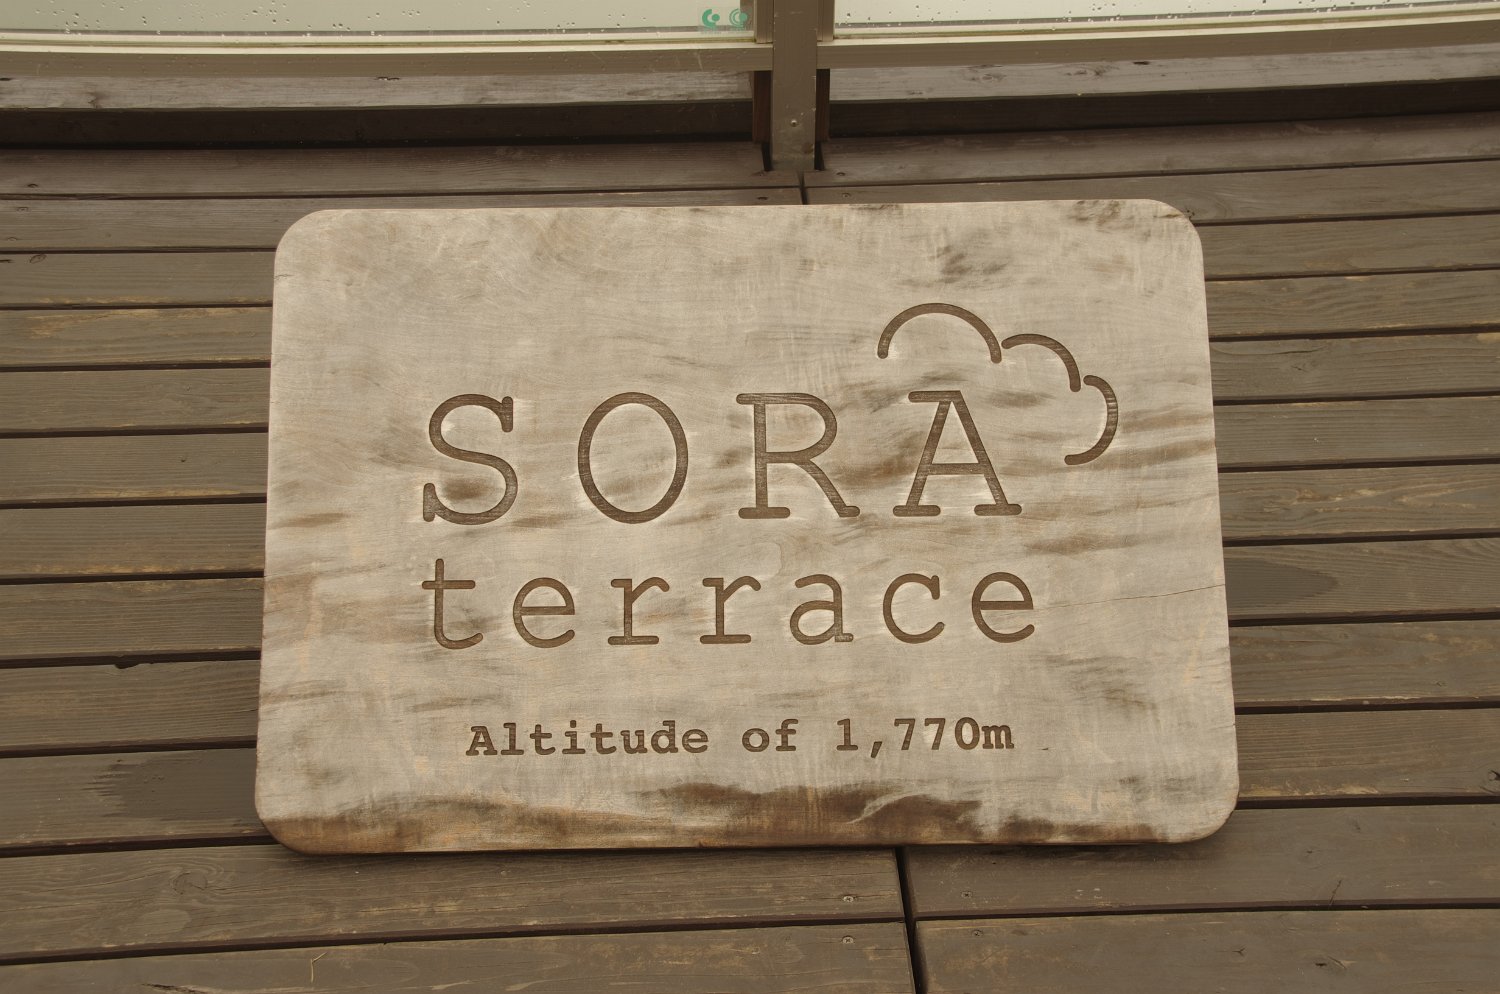 SORA
terrace
Altitude of 1,770m